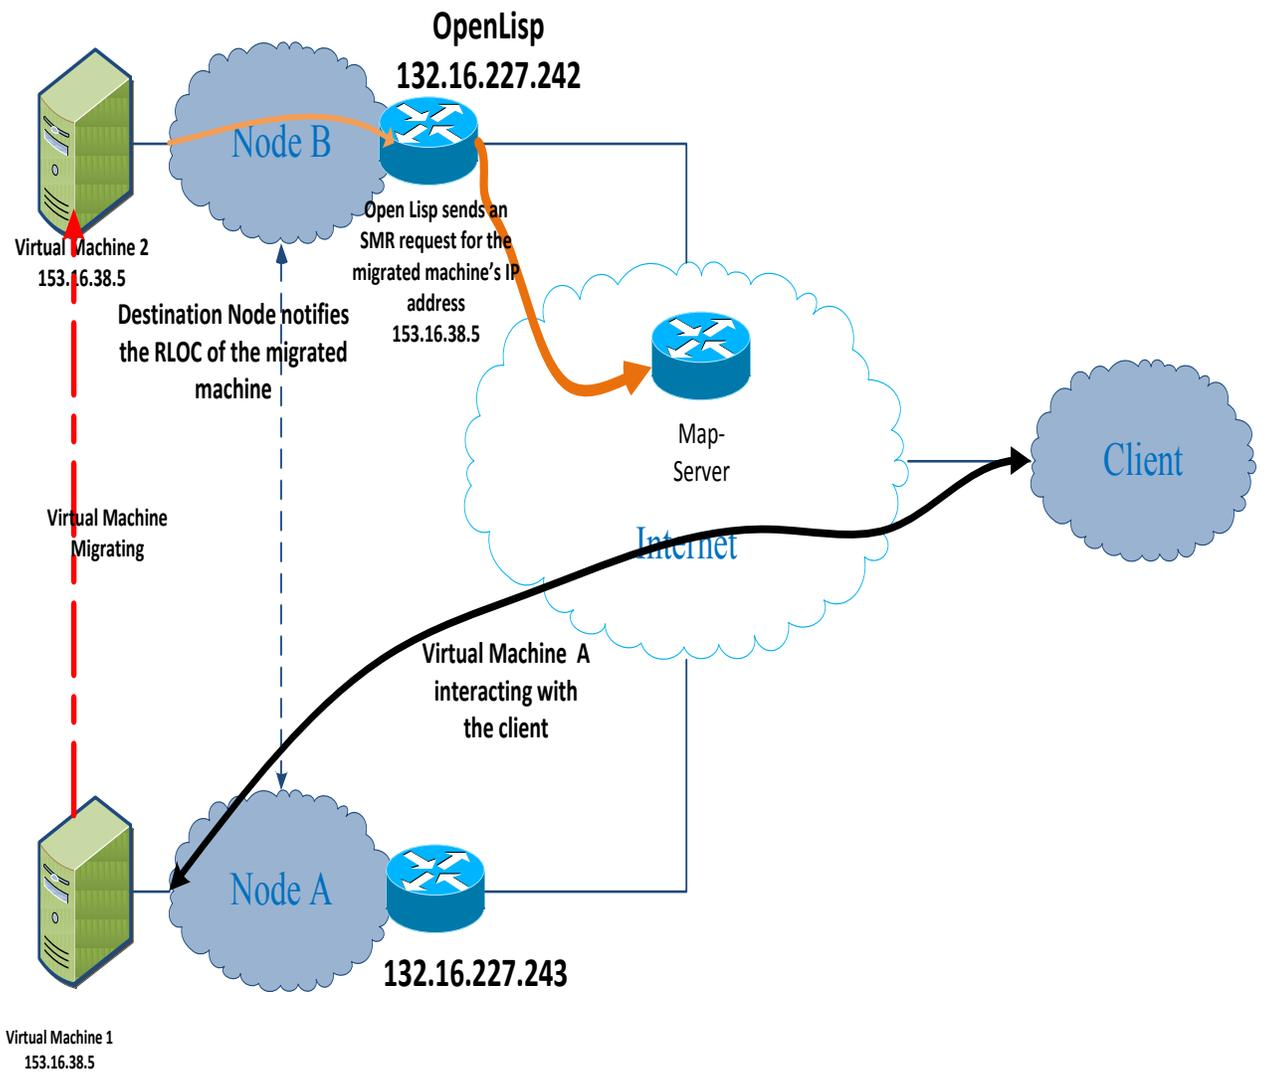 OpenLisp
132.16.227.242
Node B
Open Lisp sends an
SMR request for the
migrated machine's IP
address
153.16.38.5
Virtual Machine 2
153.16.38.5
Destination Node notifies
the RLOC of the migrated
machine
Map-
Server
Client
Virtual Machine
Migrating
Internet
Virtual Machine  A
interacting with
the client
Node A
132.16.227.243
Virtual Machine 1
153.16.38.5